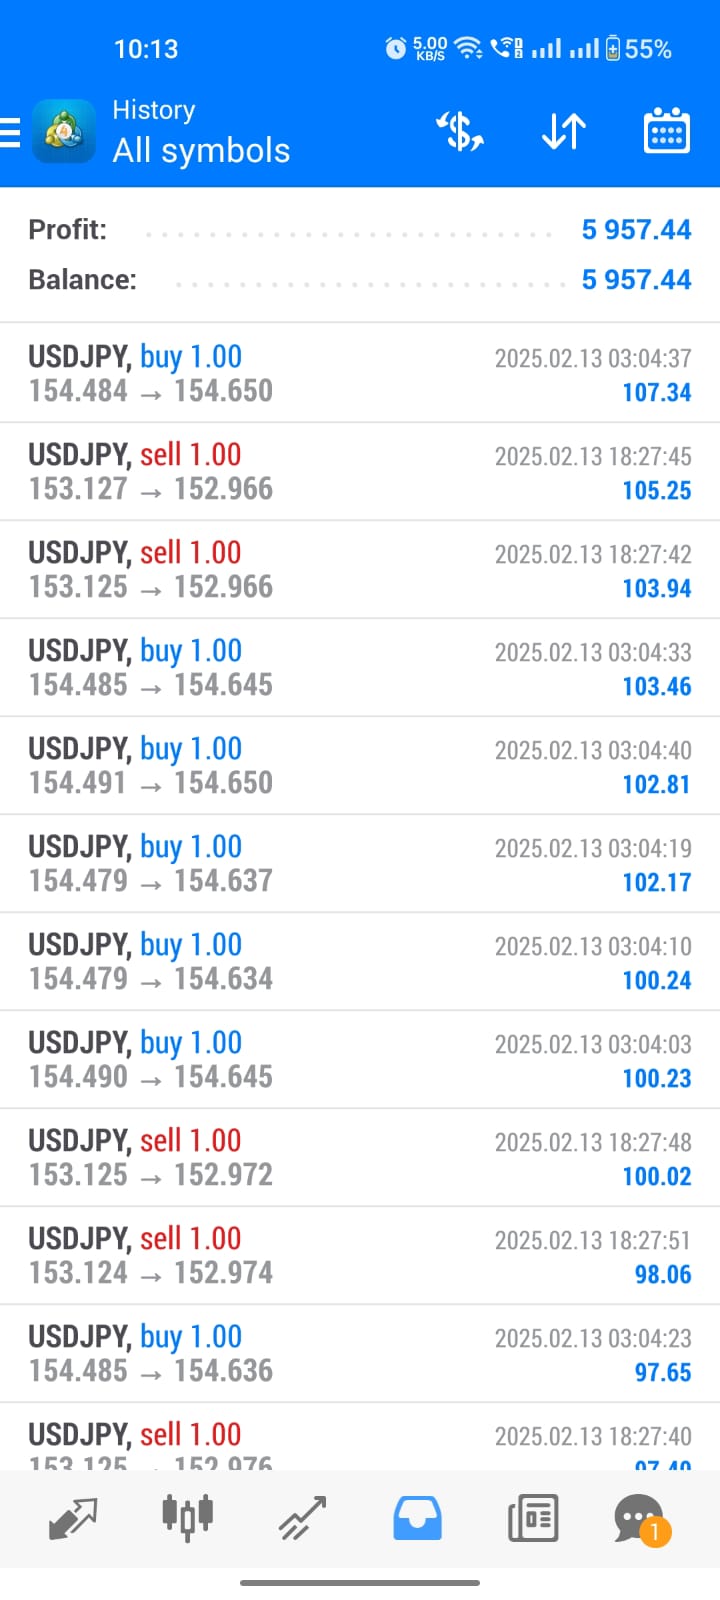 10:13 5.00 KB/S 55%
History
All symbols
Profit: 5 957.44
Balance: 5 957.44
USDJPY, buy 1.00 2025.02.13 03:04:37
154.484 → 154.650 107.34
USDJPY, sell 1.00 2025.02.13 18:27:45
153.127 → 152.966 105.25
USDJPY, sell 1.00 2025.02.13 18:27:42
153.125 → 152.966 103.94
USDJPY, buy 1.00 2025.02.13 03:04:33
154.485 → 154.645 103.46
USDJPY, buy 1.00 2025.02.13 03:04:40
154.491 → 154.650 102.81
USDJPY, buy 1.00 2025.02.13 03:04:19
154.479 → 154.637 102.17
USDJPY, buy 1.00 2025.02.13 03:04:10
154.479 → 154.634 100.24
USDJPY, buy 1.00 2025.02.13 03:04:03
154.490 → 154.645 100.23
USDJPY, sell 1.00 2025.02.13 18:27:48
153.125 → 152.972 100.02
USDJPY, sell 1.00 2025.02.13 18:27:51
153.124 → 152.974 98.06
USDJPY, buy 1.00 2025.02.13 03:04:23
154.485 → 154.636 97.65
USDJPY, sell 1.00 2025.02.13 18:27:40
153.125 → 152.976
1